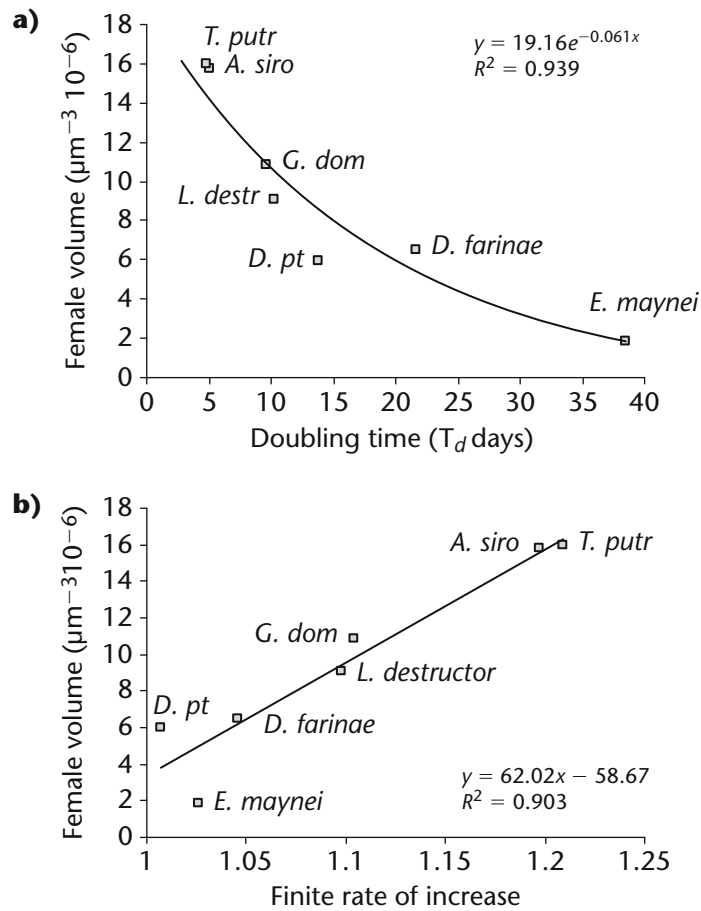 a)
T. putr
A. siro
y = 19.16e^−0.061x
R² = 0.939
G. dom
L. destr
D. pt
D. farinae
E. maynei
Female volume (µm⁻³ 10⁻⁶)
18
16
14
12
10
8
6
4
2
0
0 5 10 15 20 25 30 35 40
Doubling time (T_d days)
b)
A. siro
T. putr
G. dom
L. destructor
D. pt
D. farinae
E. maynei
y = 62.02x − 58.67
R² = 0.903
Female volume (µm⁻³10⁻⁶)
18
16
14
12
10
8
6
4
2
0
1 1.05 1.1 1.15 1.2 1.25
Finite rate of increase